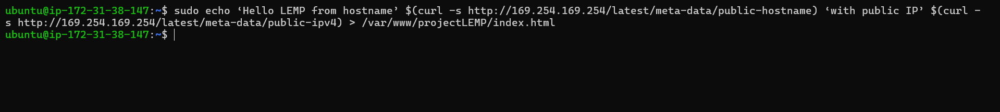 ubuntu@ip-172-31-38-147:~$ sudo echo ‘Hello LEMP from hostname’ $(curl -s http://169.254.169.254/latest/meta-data/public-hostname) ‘with public IP’ $(curl -
s http://169.254.169.254/latest/meta-data/public-ipv4) > /var/www/projectLEMP/index.html
ubuntu@ip-172-31-38-147:~$